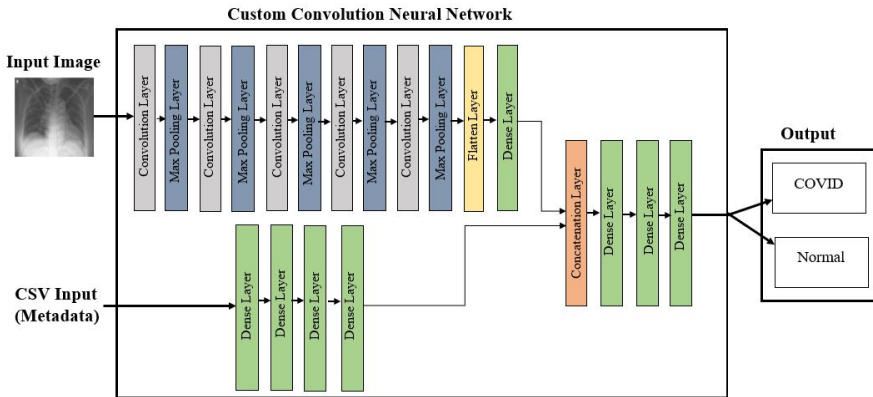 Custom Convolution Neural Network
Input Image
Convolution Layer
Max Pooling Layer
Convolution Layer
Max Pooling Layer
Convolution Layer
Max Pooling Layer
Convolution Layer
Max Pooling Layer
Convolution Layer
Max Pooling Layer
Flatten Layer
Dense Layer
CSV Input
(Metadata)
Dense Layer
Dense Layer
Dense Layer
Dense Layer
Concatenation Layer
Dense Layer
Dense Layer
Dense Layer
Output
COVID
Normal